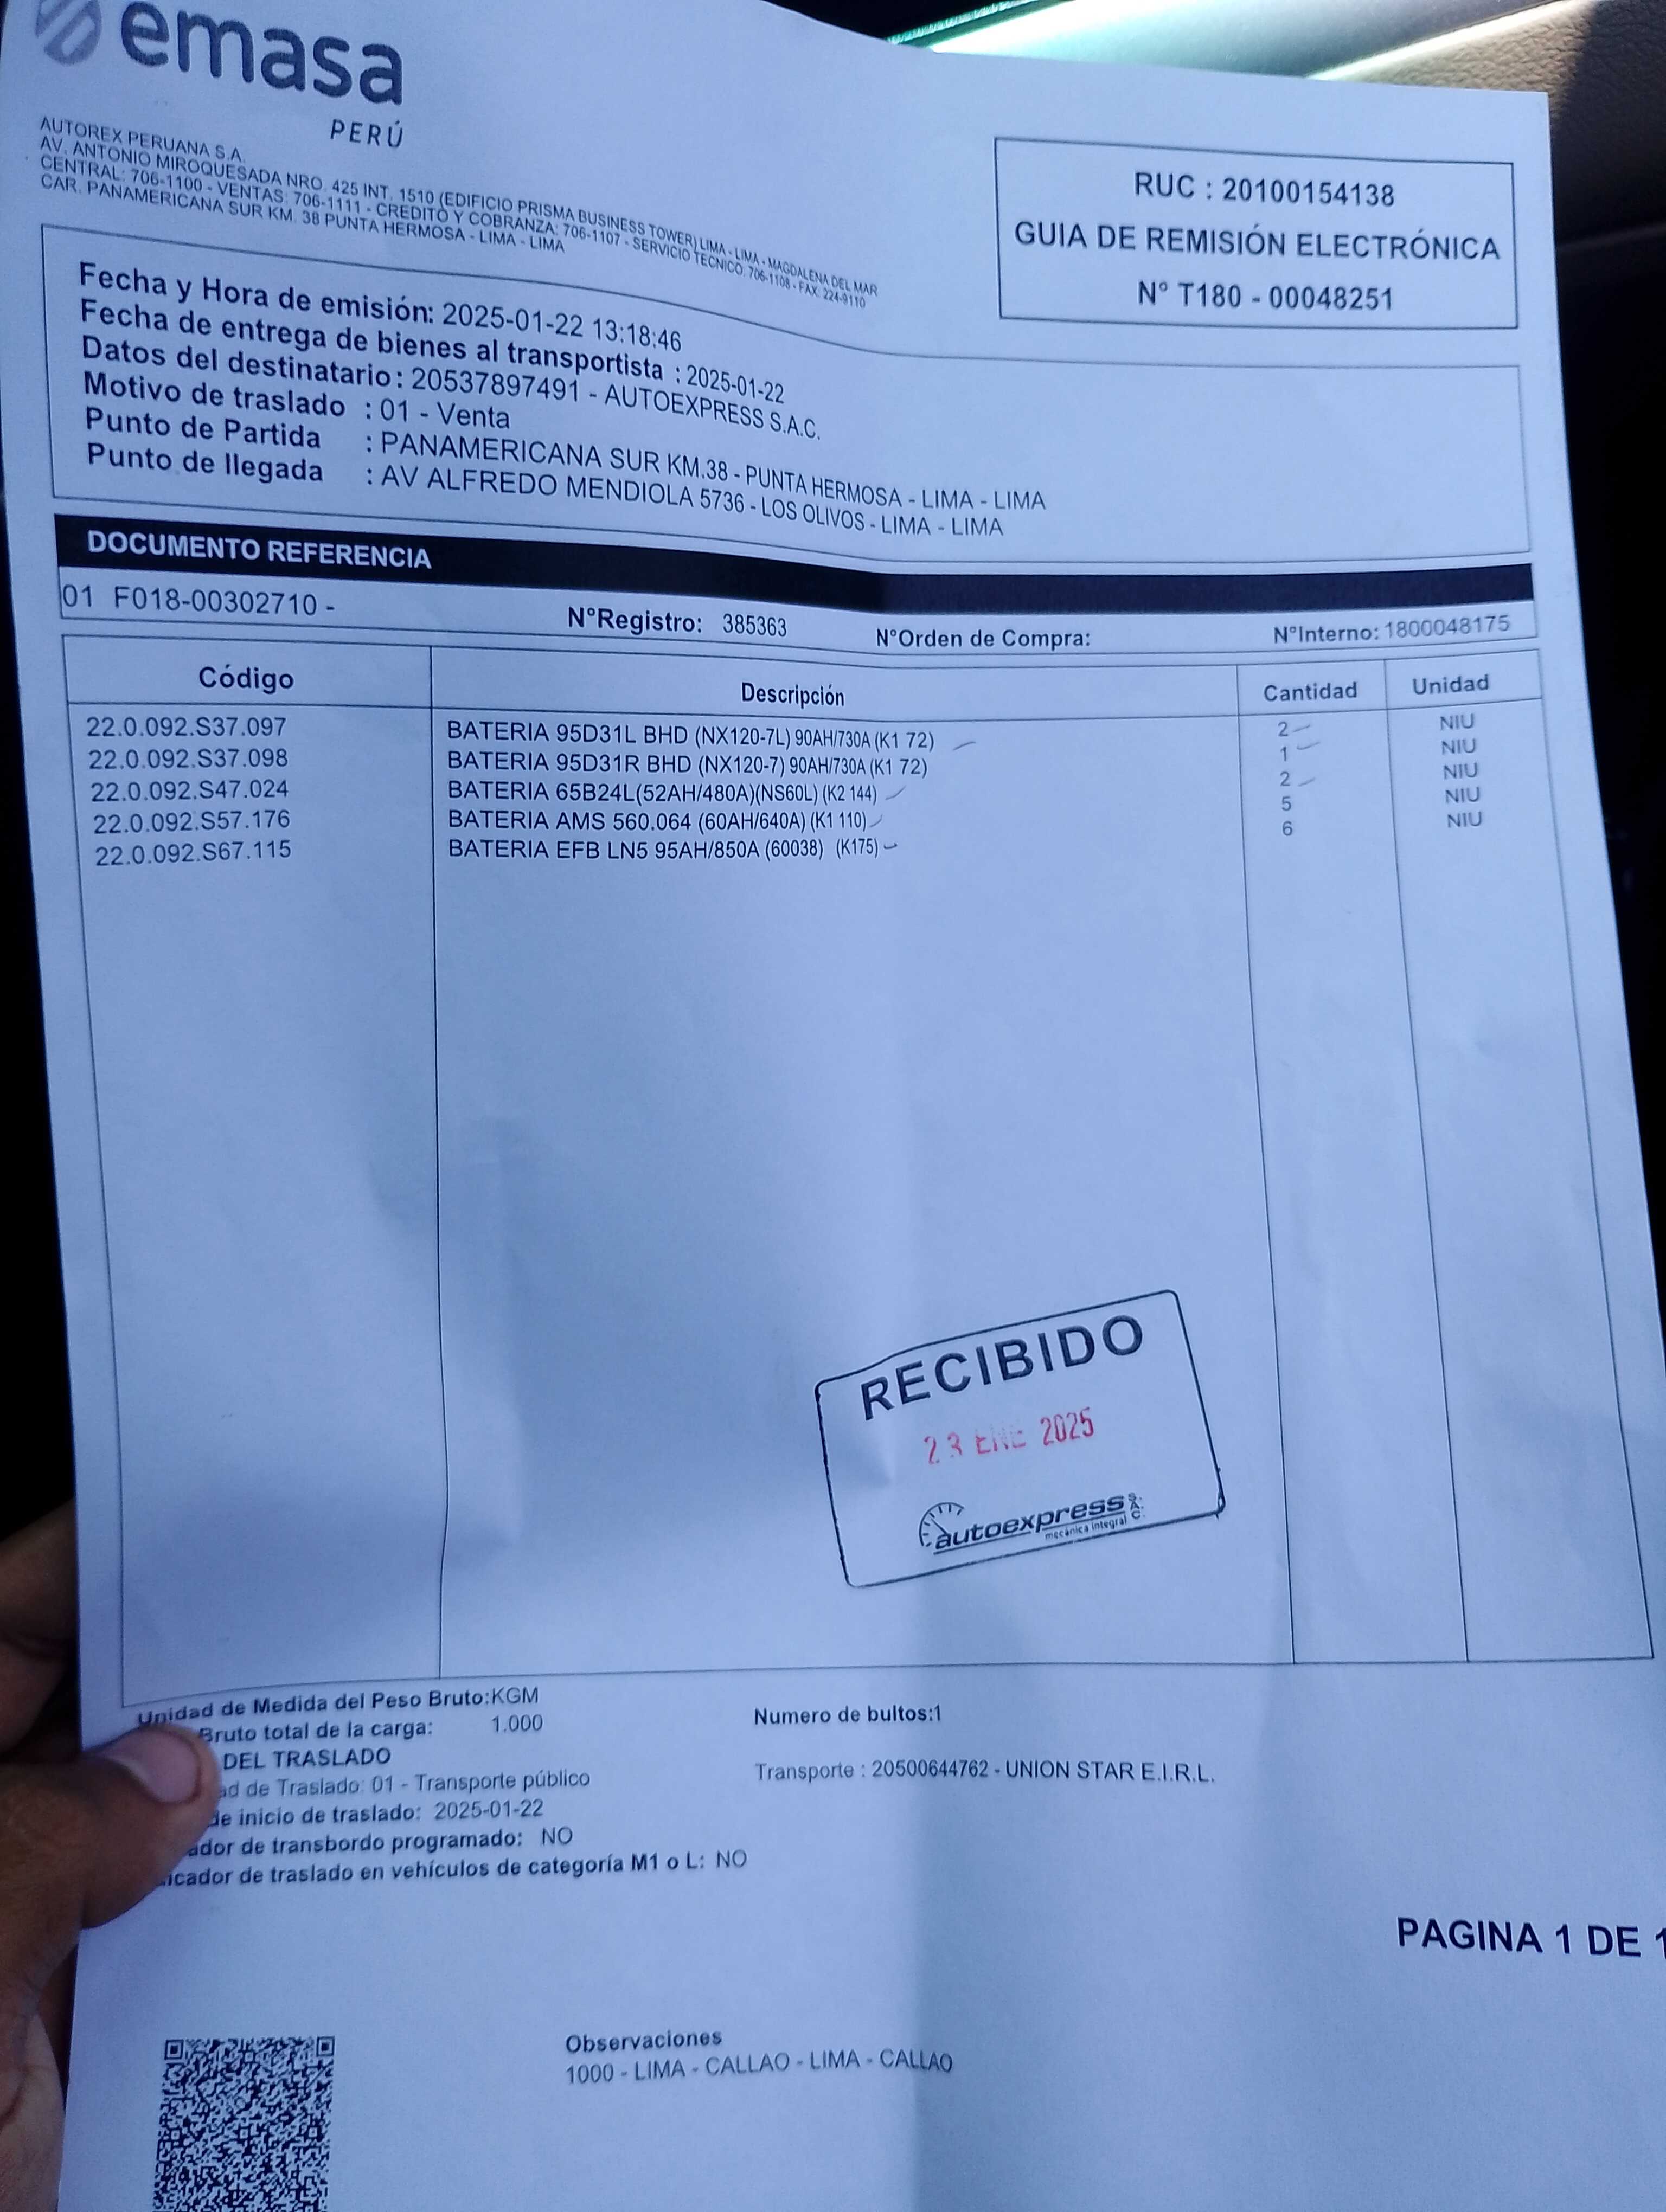 emasa
PERÚ
AUTOREX PERUANA S.A.
AV. ANTONIO MIROQUESADA NRO. 425 INT. 1510 (EDIFICIO PRISMA BUSINESS TOWER) LIMA - LIMA - MAGDALENA DEL MAR
CENTRAL: 706-1100 - VENTAS: 706-1111 - CREDITO Y COBRANZA: 706-1107 - SERVICIO TECNICO: 706-1108 - FAX: 224-9110
CAR. PANAMERICANA SUR KM. 38 PUNTA HERMOSA - LIMA - LIMA
RUC : 20100154138
GUIA DE REMISIÓN ELECTRÓNICA
N° T180 - 00048251
Fecha y Hora de emisión: 2025-01-22 13:18:46
Fecha de entrega de bienes al transportista : 2025-01-22
Datos del destinatario : 20537897491 - AUTOEXPRESS S.A.C.
Motivo de traslado : 01 - Venta
Punto de Partida : PANAMERICANA SUR KM.38 - PUNTA HERMOSA - LIMA - LIMA
Punto de llegada : AV ALFREDO MENDIOLA 5736 - LOS OLIVOS - LIMA - LIMA
DOCUMENTO REFERENCIA
01 F018-00302710 - N°Registro: 385363 N°Orden de Compra: N°Interno: 1800048175
Código Descripción Cantidad Unidad
22.0.092.S37.097 BATERIA 95D31L BHD (NX120-7L) 90AH/730A (K1 72) 2 NIU
22.0.092.S37.098 BATERIA 95D31R BHD (NX120-7) 90AH/730A (K1 72) 1 NIU
22.0.092.S47.024 BATERIA 65B24L(52AH/480A)(NS60L) (K2 144) 2 NIU
22.0.092.S57.176 BATERIA AMS 560.064 (60AH/640A) (K1 110) 5 NIU
22.0.092.S67.115 BATERIA EFB LN5 95AH/850A (60038) (K175) 6 NIU
RECIBIDO
23 ENE 2025
autoexpress S.A.C.
mecánica integral
Unidad de Medida del Peso Bruto:KGM
Bruto total de la carga: 1.000 Numero de bultos:1
DEL TRASLADO
ad de Traslado: 01 - Transporte público Transporte : 20500644762 - UNION STAR E.I.R.L.
de inicio de traslado: 2025-01-22
ador de transbordo programado: NO
icador de traslado en vehículos de categoría M1 o L: NO
PAGINA 1 DE 1
Observaciones
1000 - LIMA - CALLAO - LIMA - CALLAO